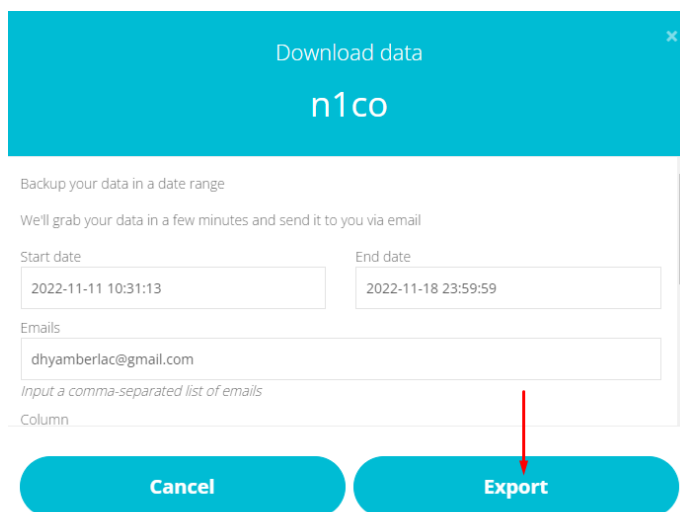 ×
Download data
n1co
Backup your data in a date range
We'll grab your data in a few minutes and send it to you via email
Start date End date
2022-11-11 10:31:13 2022-11-18 23:59:59
Emails
dhyamberlac@gmail.com
Input a comma-separated list of emails
Column
Cancel Export